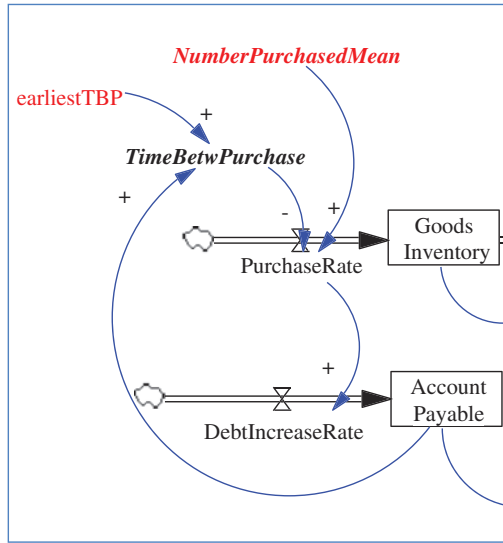 NumberPurchasedMean
earliestTBP
+
TimeBetwPurchase
+
-
+
Goods
Inventory
PurchaseRate
+
Account
Payable
DebtIncreaseRate